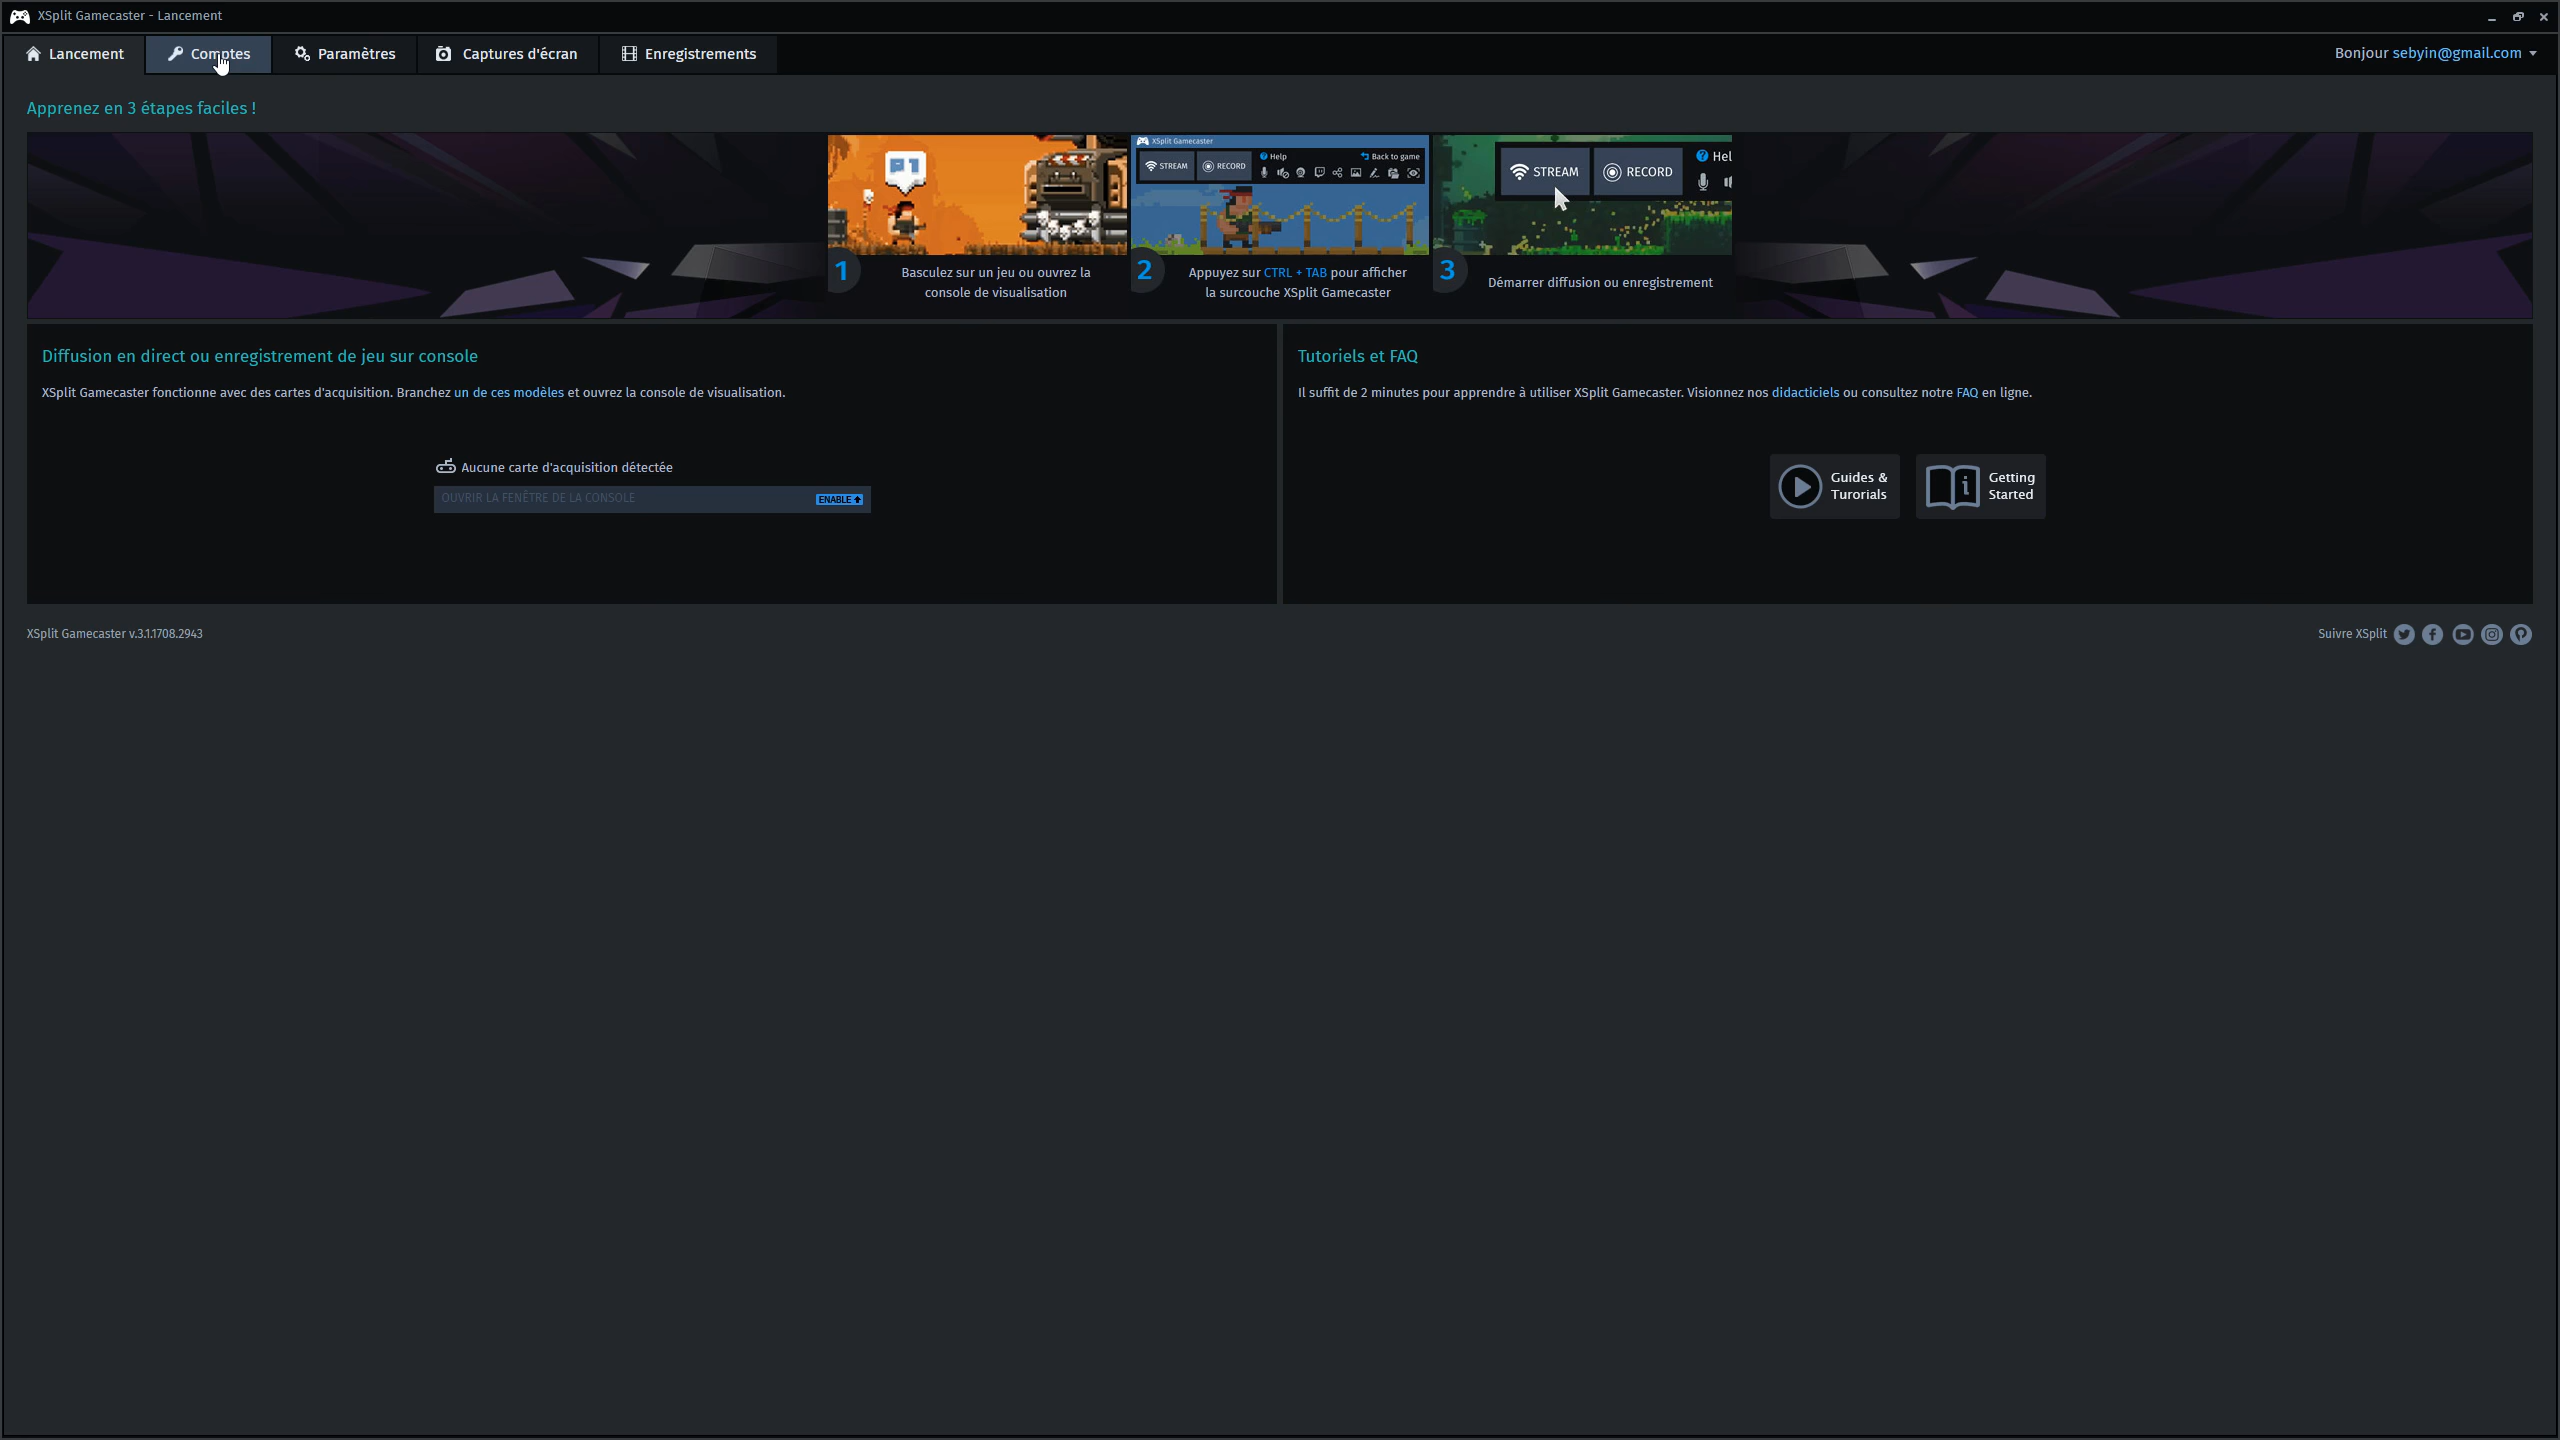 XSplit Gamecaster - Lancement
Lancement
Comptes
Paramètres
Captures d'écran
Enregistrements
Bonjour sebyin@gmail.com
Apprenez en 3 étapes faciles !
P1
1
Basculez sur un jeu ou ouvrez la
console de visualisation
XSplit Gamecaster
STREAM
RECORD
Help
Back to game
2
Appuyez sur CTRL + TAB pour afficher
la surcouche XSplit Gamecaster
STREAM
RECORD
Hel
3
Démarrer diffusion ou enregistrement
Diffusion en direct ou enregistrement de jeu sur console
XSplit Gamecaster fonctionne avec des cartes d'acquisition. Branchez un de ces modèles et ouvrez la console de visualisation.
Aucune carte d'acquisition détectée
OUVRIR LA FENÊTRE DE LA CONSOLE
ENABLE
Tutoriels et FAQ
Il suffit de 2 minutes pour apprendre à utiliser XSplit Gamecaster. Visionnez nos didacticiels ou consultez notre FAQ en ligne.
Guides &
Turorials
Getting
Started
XSplit Gamecaster v.3.1.1708.2943
Suivre XSplit